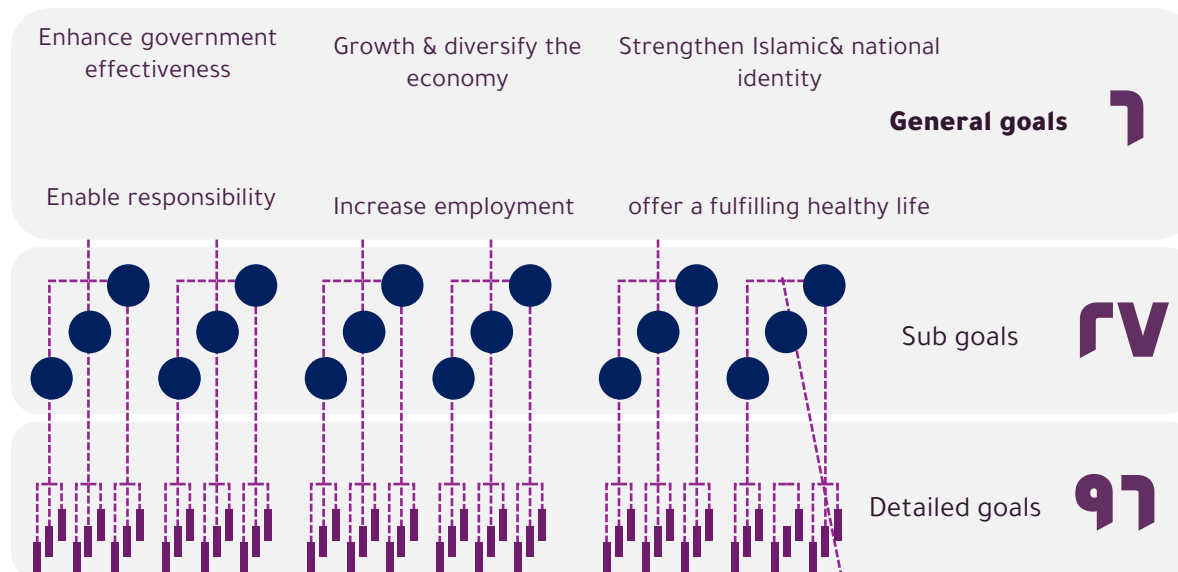 Enhance government
effectiveness
Growth & diversify the
economy
Strengthen Islamic& national
identity
General goals ٦
Enable responsibility
Increase employment
offer a fulfilling healthy life
Sub goals ٢٧
Detailed goals ٩٦